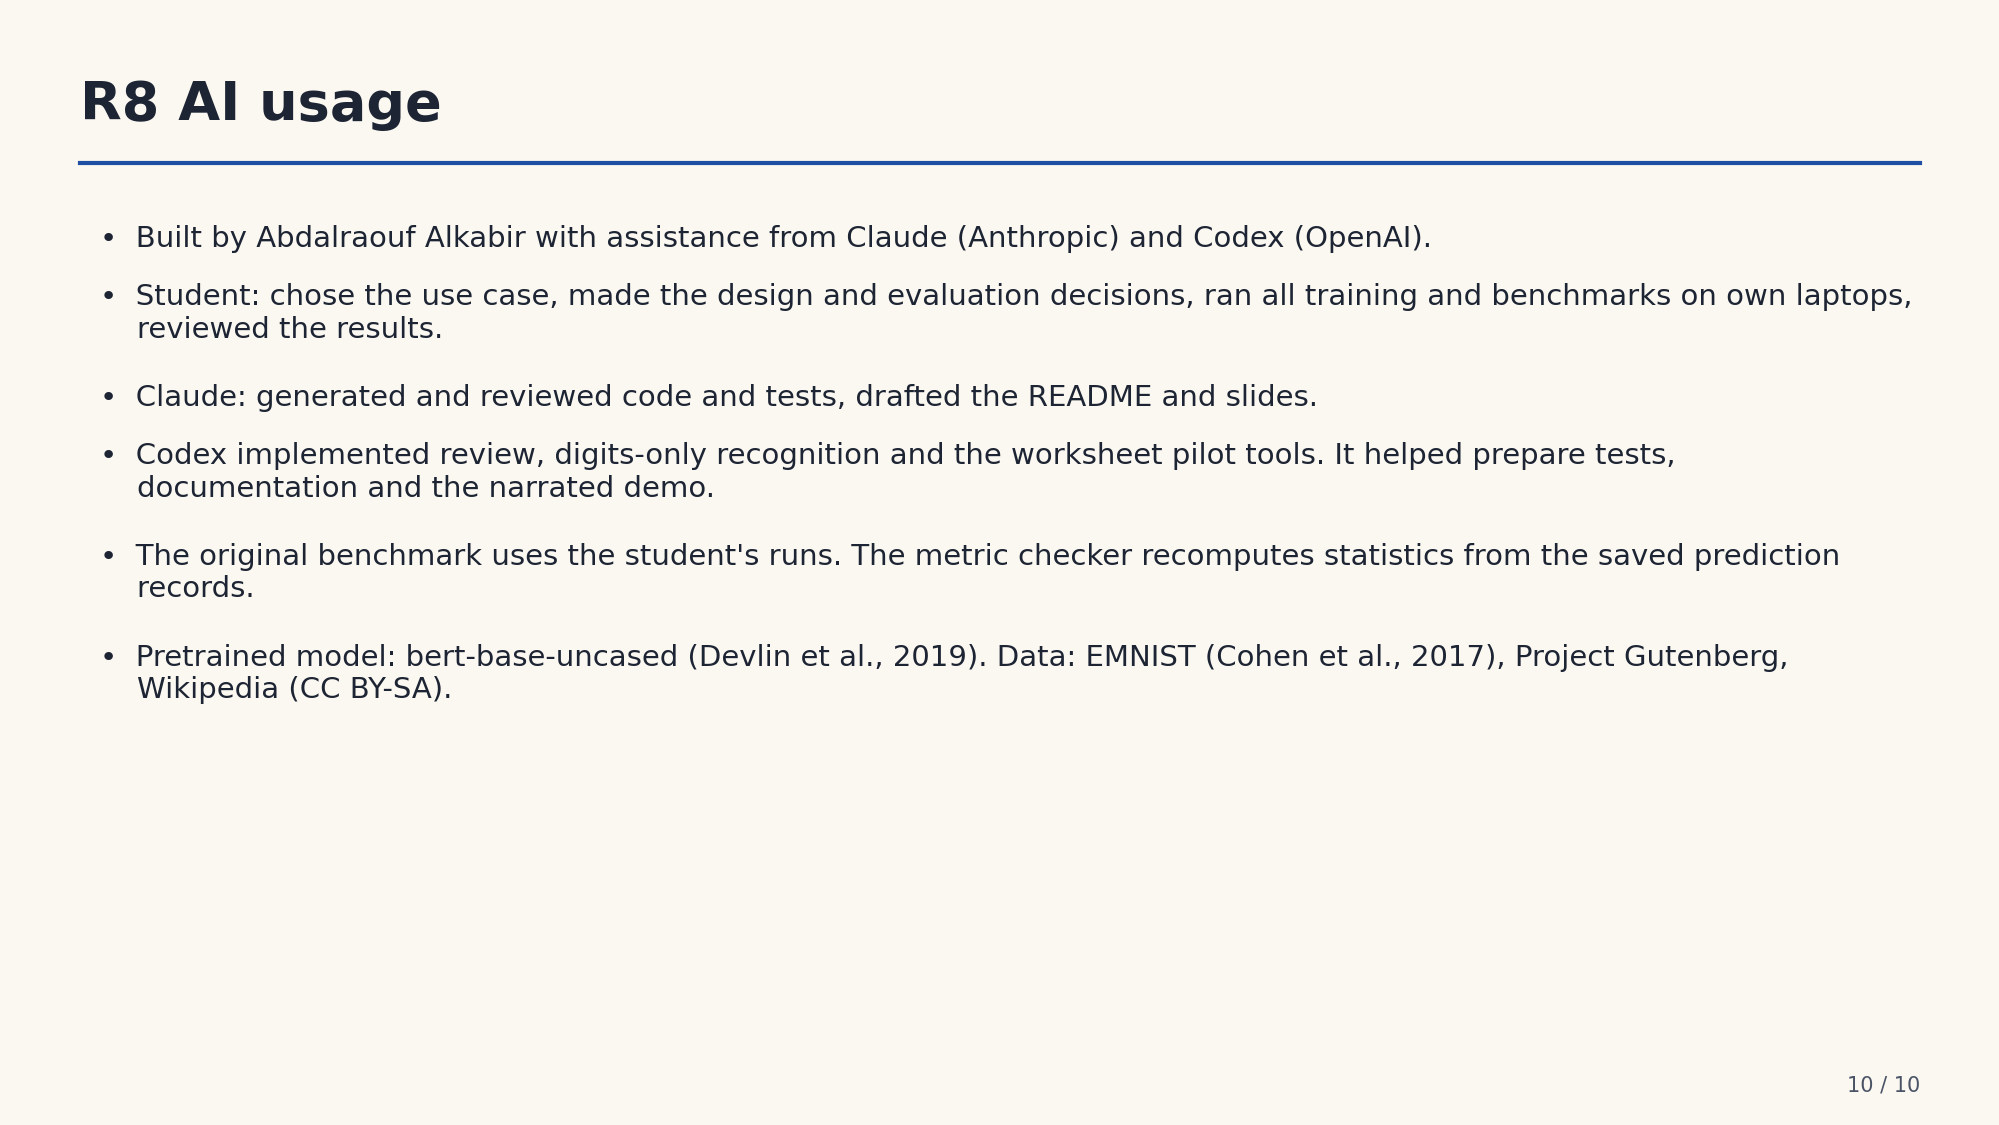 R8 AI usage
• Built by Abdalraouf Alkabir with assistance from Claude (Anthropic) and Codex (OpenAI).
• Student: chose the use case, made the design and evaluation decisions, ran all training and benchmarks on own laptops,
reviewed the results.
• Claude: generated and reviewed code and tests, drafted the README and slides.
• Codex implemented review, digits-only recognition and the worksheet pilot tools. It helped prepare tests,
documentation and the narrated demo.
• The original benchmark uses the student's runs. The metric checker recomputes statistics from the saved prediction
records.
• Pretrained model: bert-base-uncased (Devlin et al., 2019). Data: EMNIST (Cohen et al., 2017), Project Gutenberg,
Wikipedia (CC BY-SA).
10 / 10